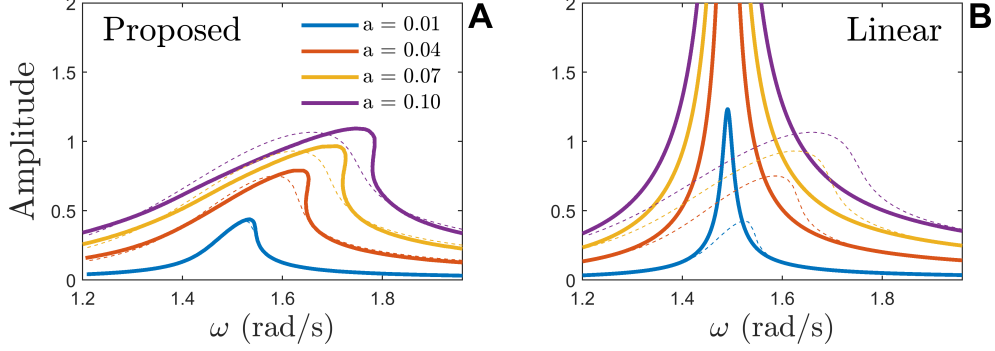 A
Proposed
a = 0.01
a = 0.04
a = 0.07
a = 0.10
2
1.5
1
0.5
0
Amplitude
1.2 1.4 1.6 1.8
ω (rad/s)
B
Linear
2
1.5
1
0.5
0
1.2 1.4 1.6 1.8
ω (rad/s)